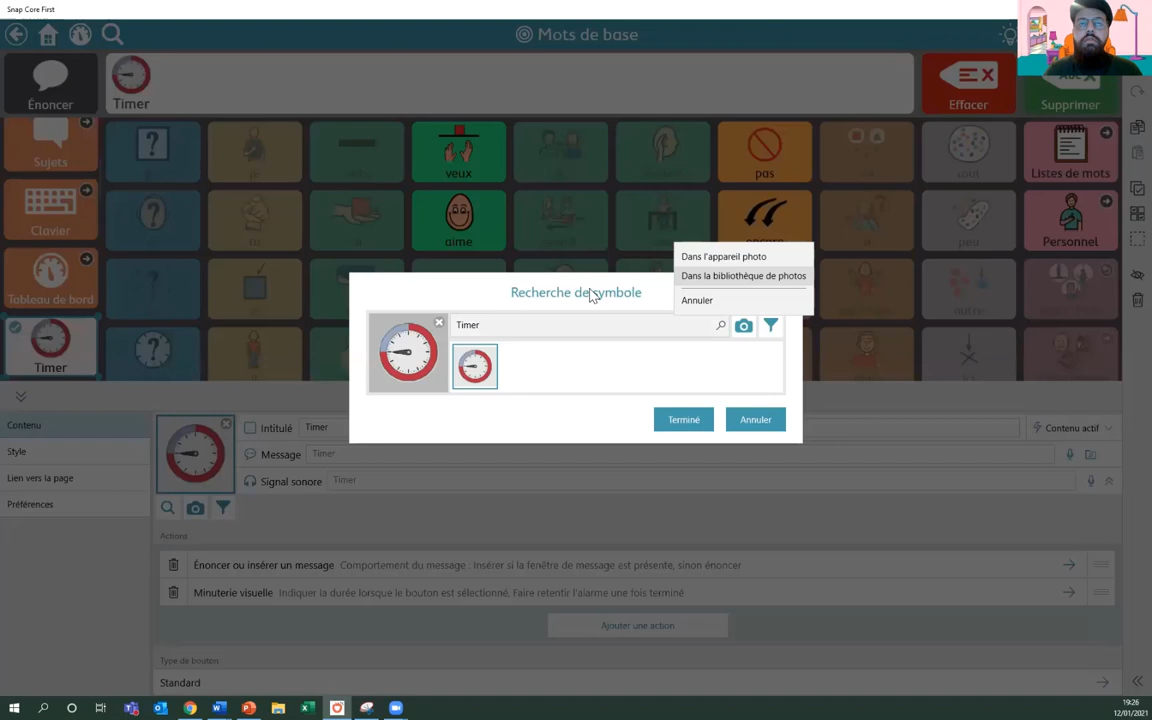 Snap Core First
Mots de base
Énoncer
Timer
Effacer
Supprimer
Sujets
veux
pas
Listes de mots
Clavier
aime
encore
peu
Personnel
Dans l'appareil photo
Dans la bibliothèque de photos
Annuler
Recherche de symbole
Tableau de bord
Timer
Timer
Terminé
Annuler
Contenu
Intitulé
Timer
Contenu actif
Style
Message
Timer
Lien vers la page
Signal sonore
Timer
Préférences
Actions
Énoncer ou insérer un message
Comportement du message : Insérer si la fenêtre de message est présente, sinon énoncer
Minuterie visuelle
Indiquer la durée lorsque le bouton est sélectionné, Faire retentir l'alarme une fois terminé
Ajouter une action
Type de bouton
Standard
19:26
12/01/2021